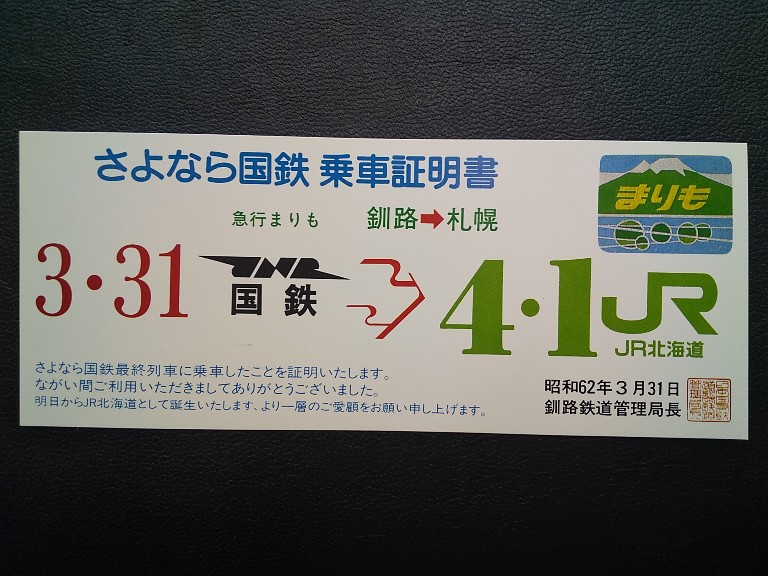 さよなら国鉄 乗車証明書
まりも
急行まりも 釧路➡札幌
3・31 JNR 国鉄 4・1 JR
JR北海道
さよなら国鉄最終列車に乗車したことを証明いたします。
ながい間ご利用いただきましてありがとうございました。
明日からJR北海道として誕生いたします、より一層のご愛顧をお願い申し上げます。
昭和62年3月31日
釧路鉄道管理局長